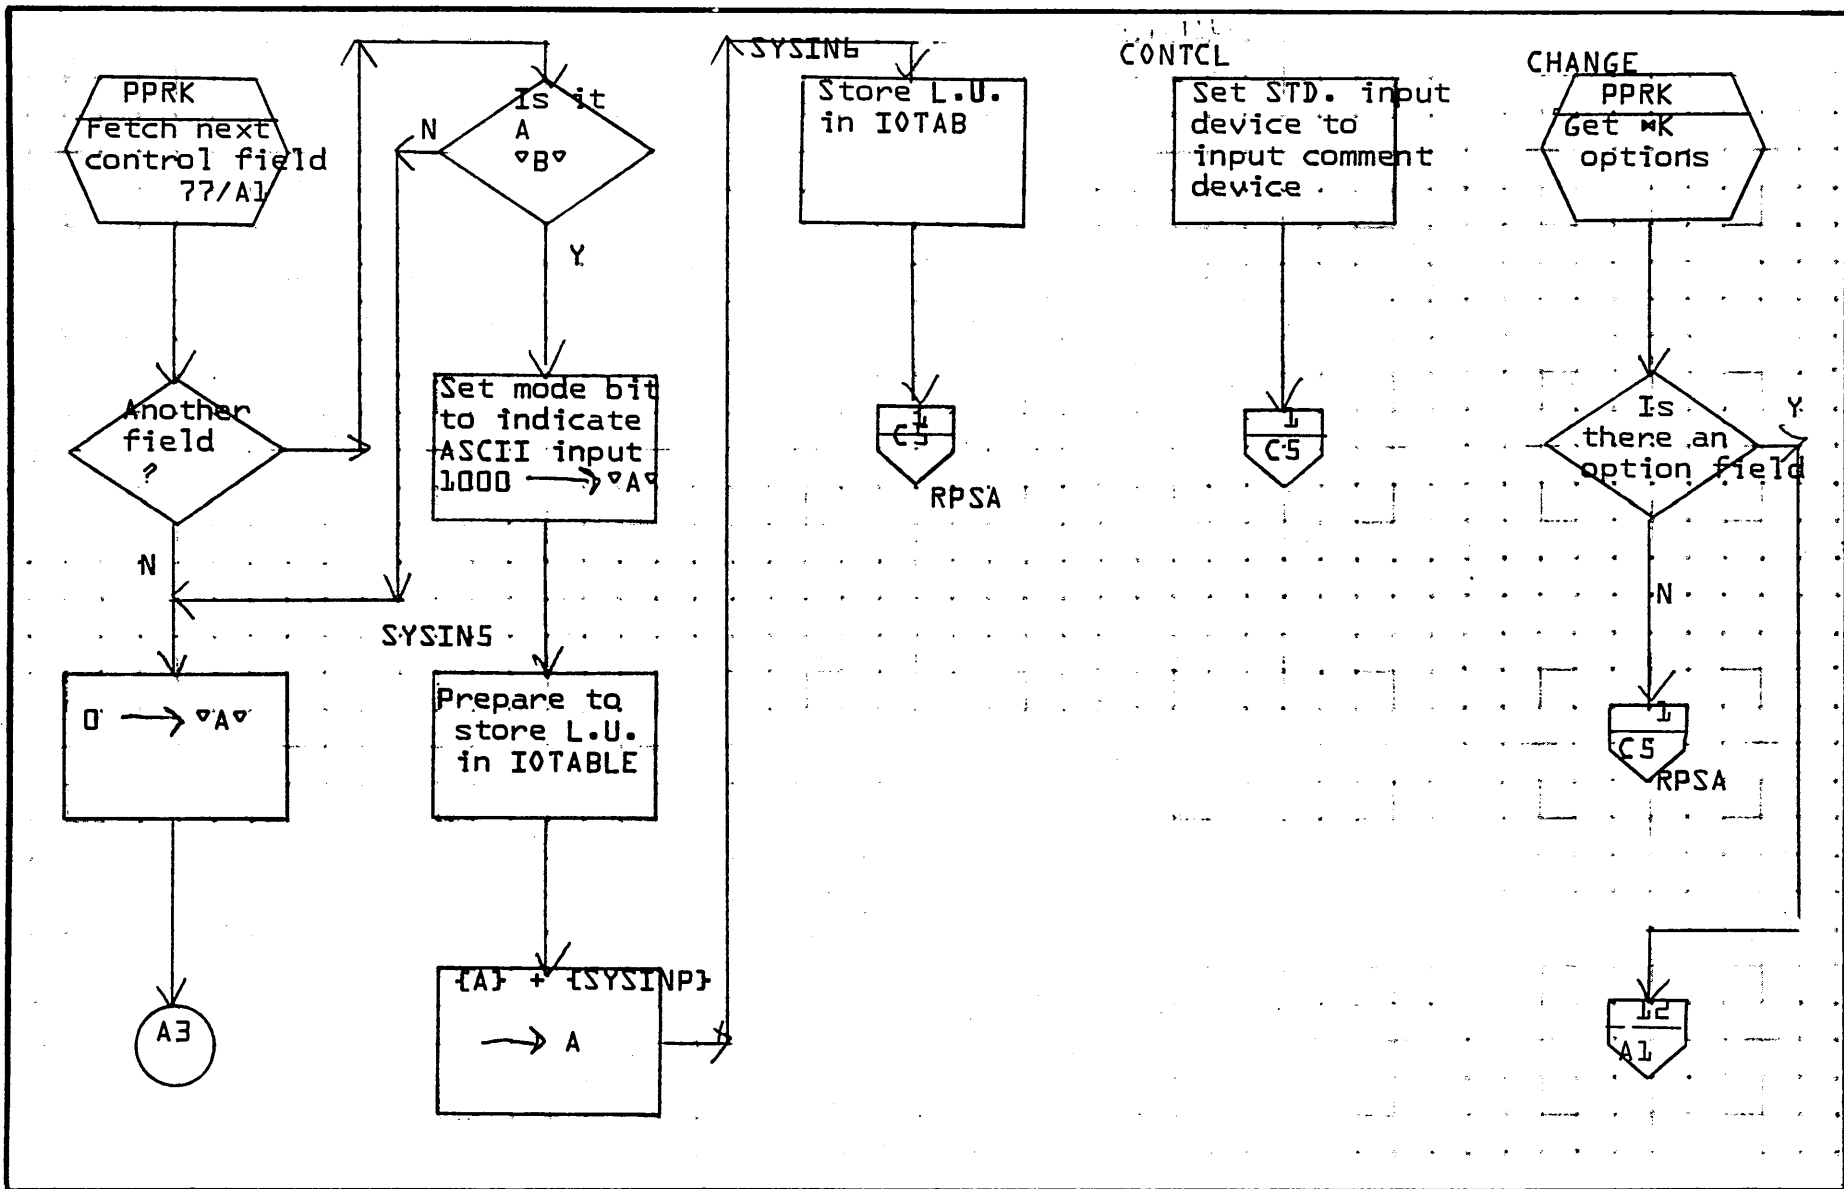 PPRK
Fetch next
control field
77/A1
Another
field
?
N
0 → ▽A▽
A3
Is it
A
▽B▽
N
Y
Set mode bit
to indicate
ASCII input
1000 → ▽A▽
SYSIN5
Prepare to
store L.U.
in IOTABLE
{A} + {SYSINP}
→ A
SYSIN6
Store L.U.
in IOTAB
1
C5
RPSA
CONTCL
Set STD. input
device to
input comment
device
1
C5
CHANGE
PPRK
Get *K
options
Is
there an
option field
Y
N
1
C5
RPSA
12
A1